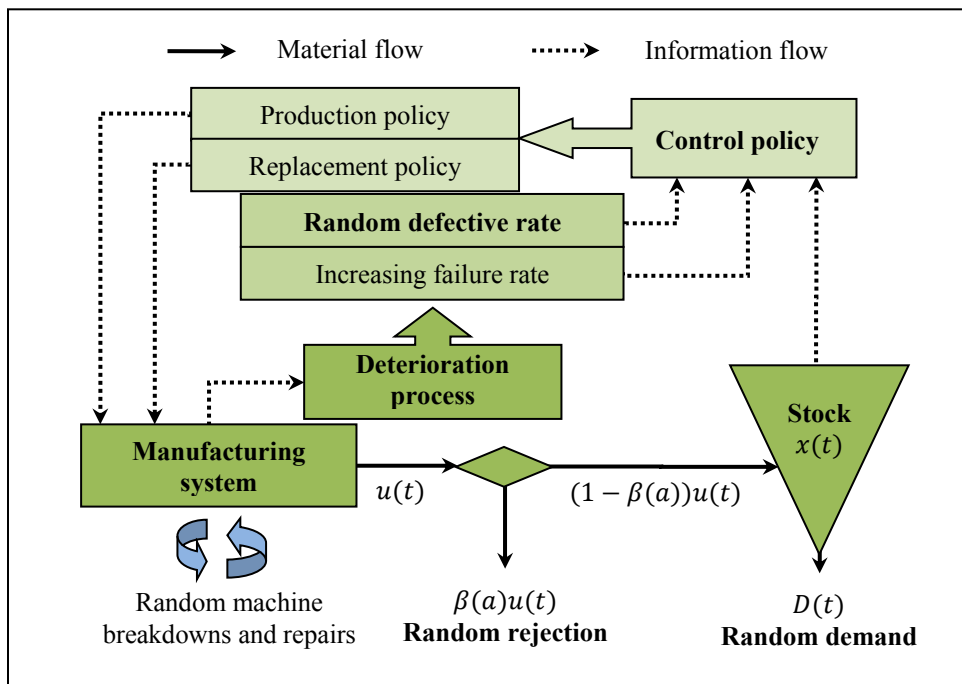 Material flow
Information flow
Production policy
Replacement policy
Control policy
Random defective rate
Increasing failure rate
Deterioration
process
Manufacturing
system
Stock
𝑥(𝑡)
𝑢(𝑡)
(1 − 𝛽(𝑎))𝑢(𝑡)
Random machine
breakdowns and repairs
𝛽(𝑎)𝑢(𝑡)
Random rejection
𝐷(𝑡)
Random demand